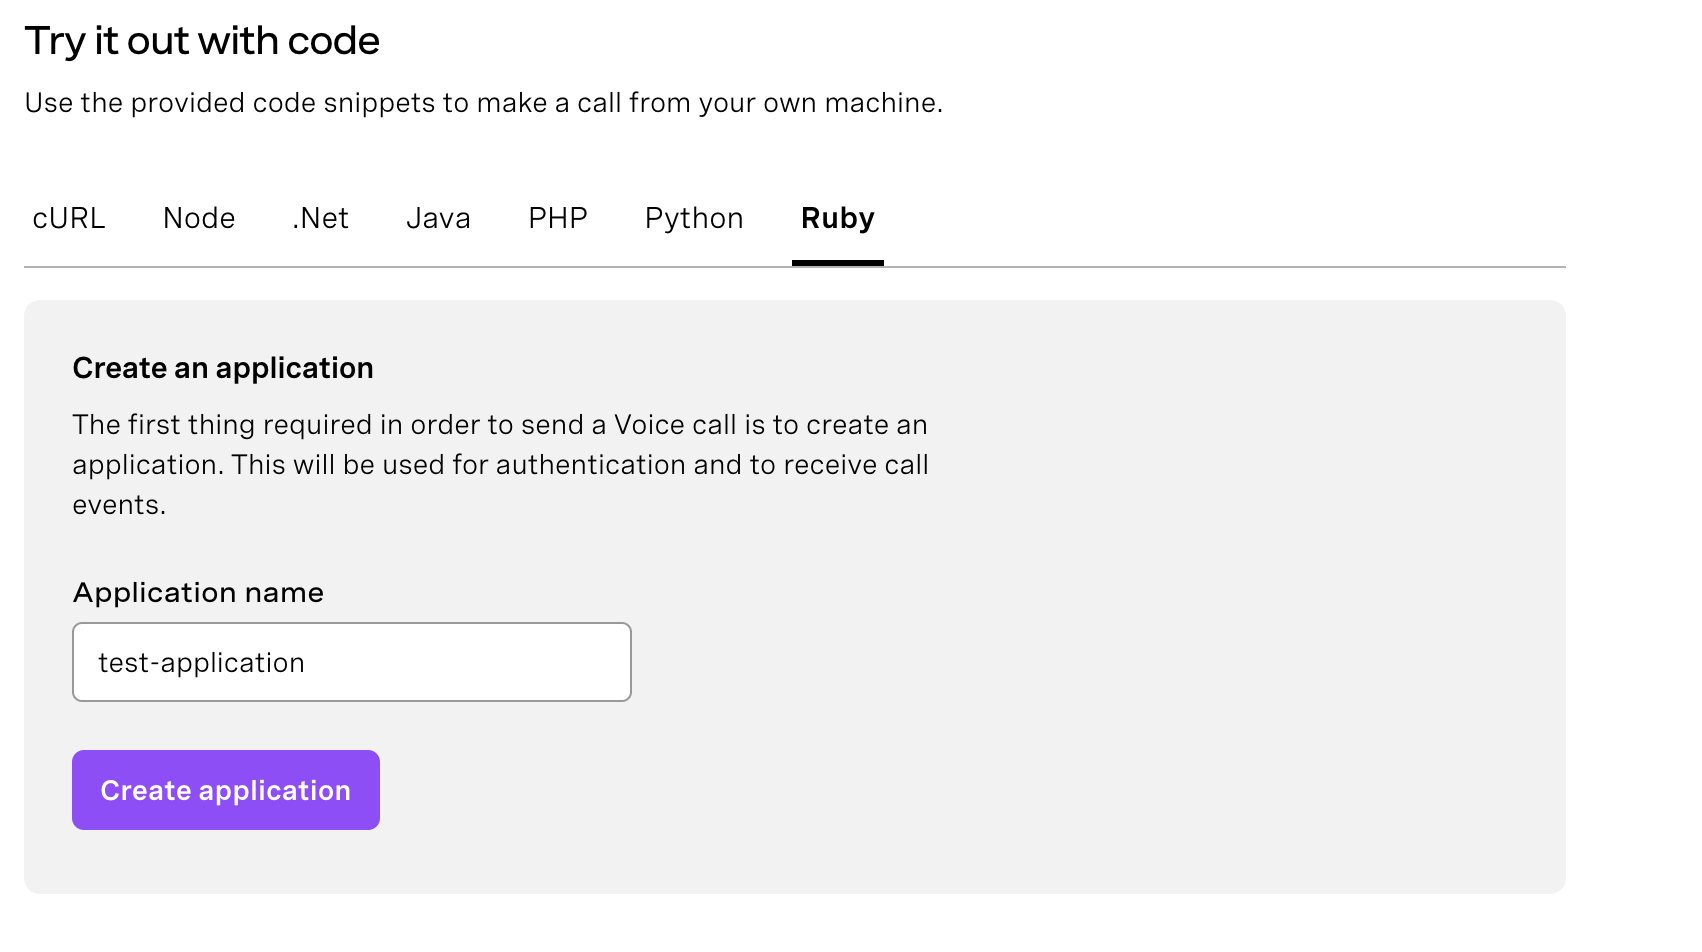 Try it out with code
Use the provided code snippets to make a call from your own machine.
cURL Node .Net Java PHP Python Ruby
Create an application
The first thing required in order to send a Voice call is to create an
application. This will be used for authentication and to receive call
events.
Application name
test-application
Create application